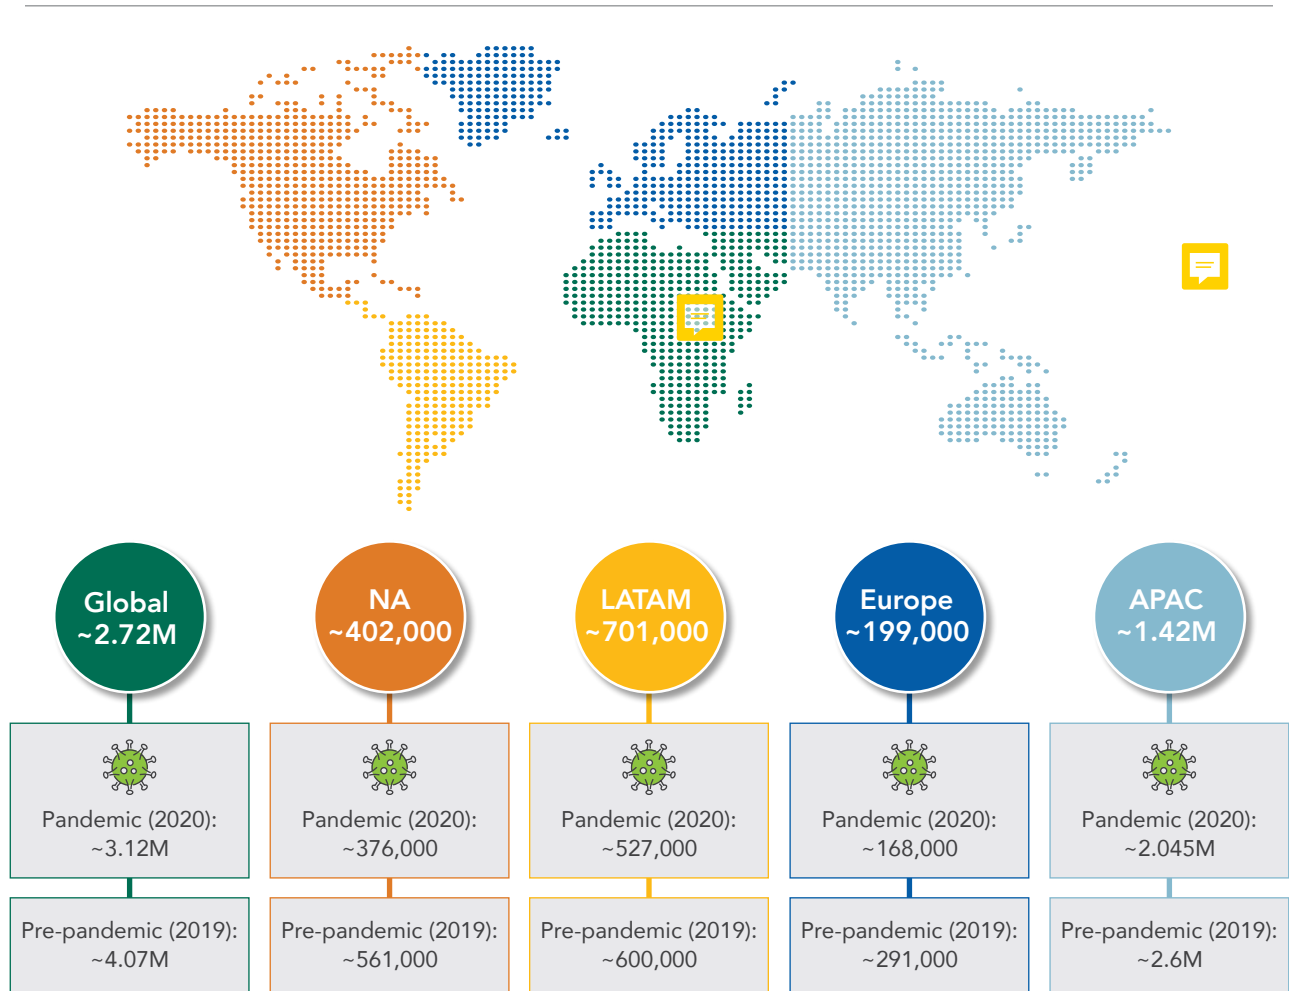 Global
~2.72M
NA
~402,000
LATAM
~701,000
Europe
~199,000
APAC
~1.42M
Pandemic (2020):
~3.12M
Pandemic (2020):
~376,000
Pandemic (2020):
~527,000
Pandemic (2020):
~168,000
Pandemic (2020):
~2.045M
Pre-pandemic (2019):
~4.07M
Pre-pandemic (2019):
~561,000
Pre-pandemic (2019):
~600,000
Pre-pandemic (2019):
~291,000
Pre-pandemic (2019):
~2.6M